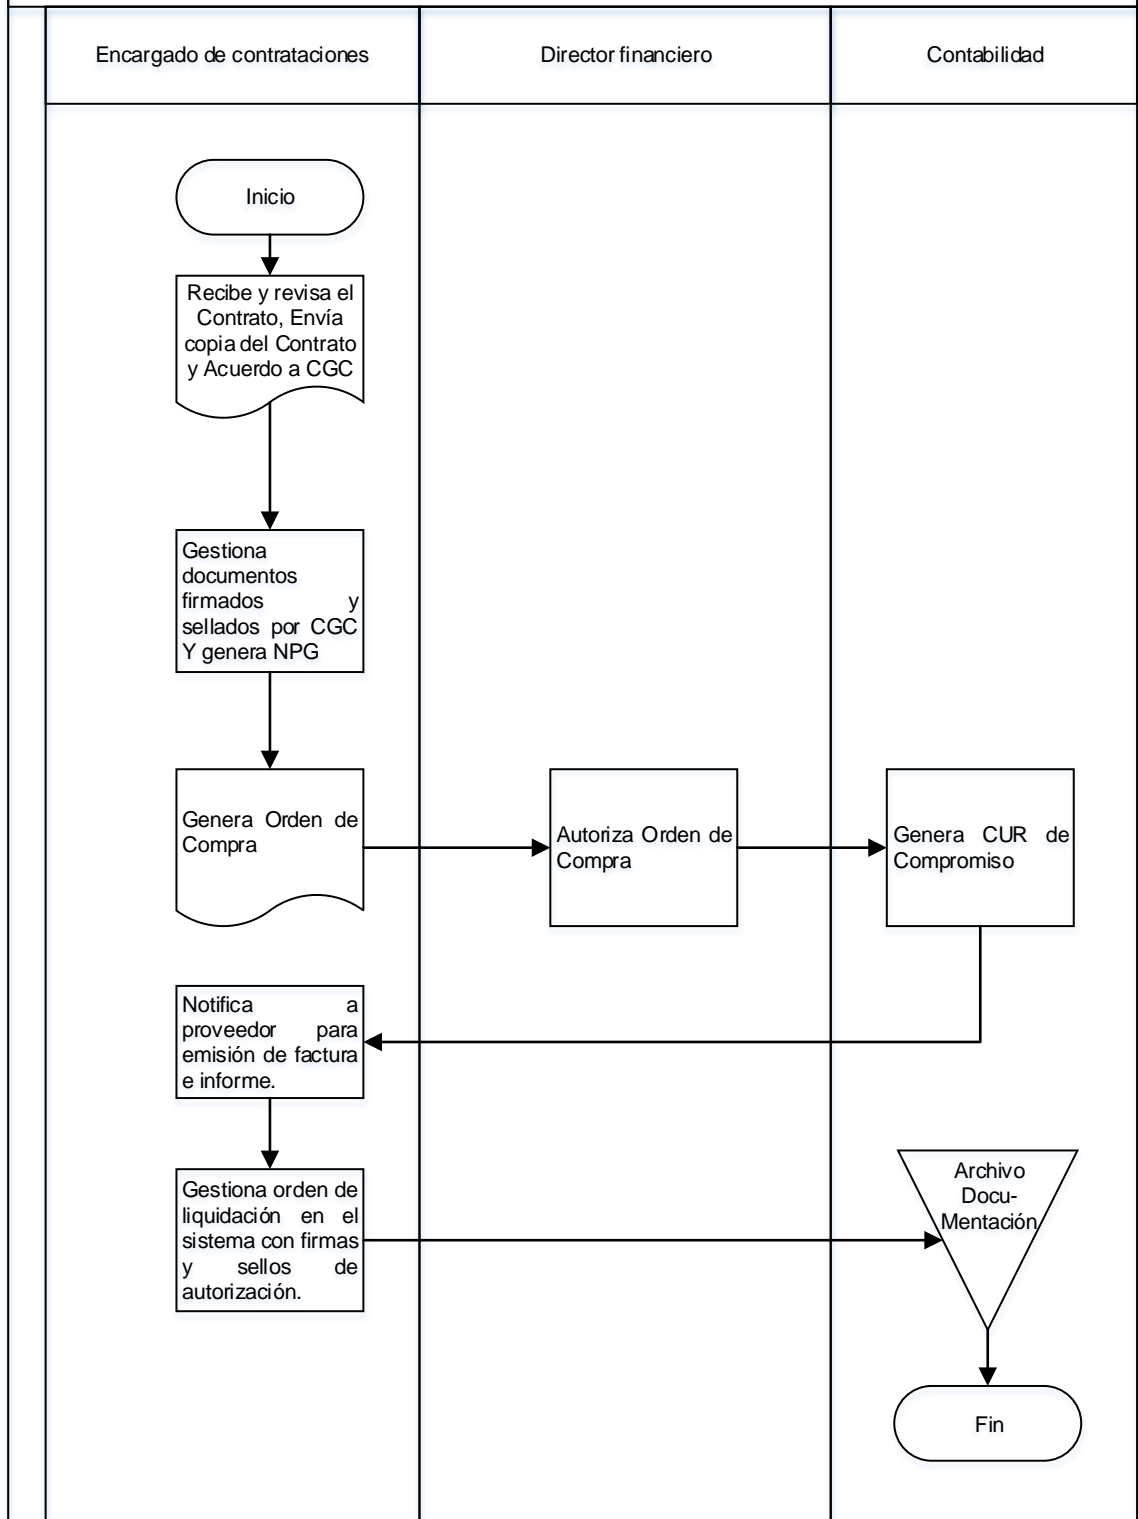 Encargado de contrataciones
Director financiero
Contabilidad
Inicio
Recibe y revisa el
Contrato, Envía
copia del Contrato
y Acuerdo a CGC
Gestiona
documentos
firmados y
sellados por CGC
Y genera NPG
Genera Orden de
Compra
Autoriza Orden de
Compra
Genera CUR de
Compromiso
Notifica a
proveedor para
emisión de factura
e informe.
Gestiona orden de
liquidación en el
sistema con firmas
y sellos de
autorización.
Archivo
Docu-
Mentación
Fin